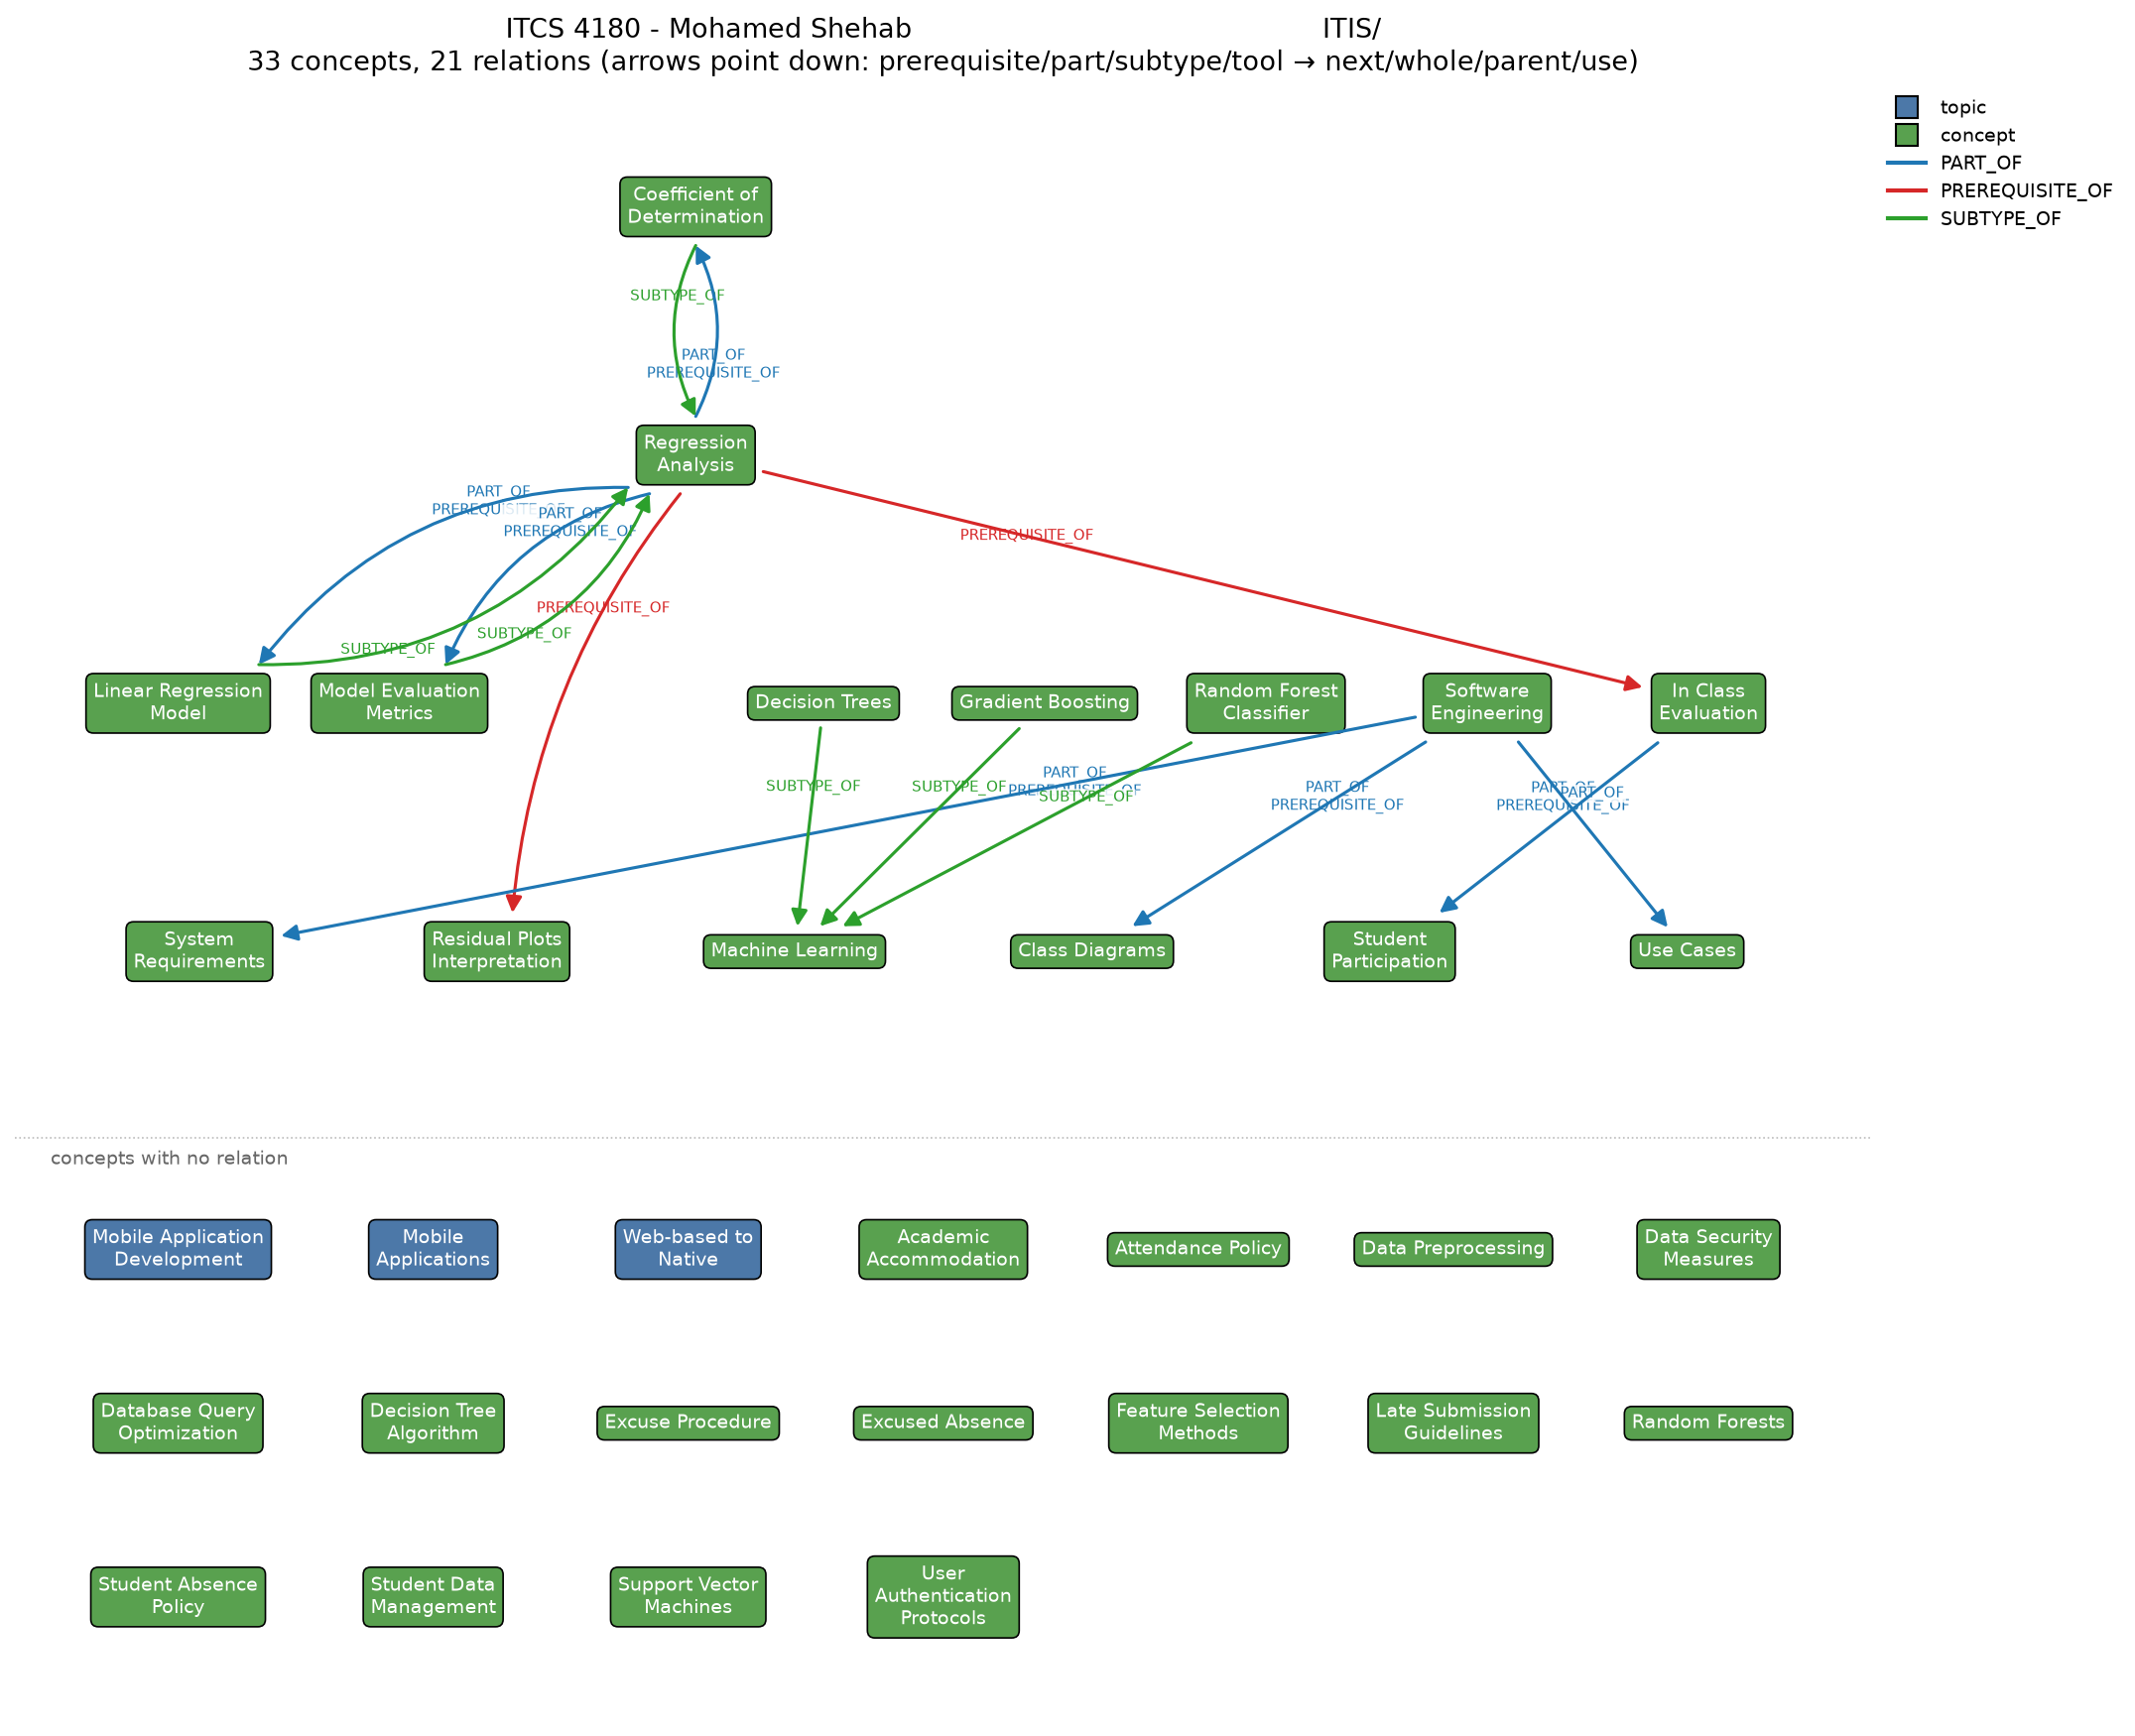 ITCS 4180 - Mohamed Shehab ITIS/
33 concepts, 21 relations (arrows point down: prerequisite/part/subtype/tool → next/whole/parent/use)
topic
concept
PART_OF
PREREQUISITE_OF
SUBTYPE_OF
Coefficient of
Determination
SUBTYPE_OF
PART_OF
PREREQUISITE_OF
Regression
Analysis
PART_OF
PREREQUISITE_OF
PART_OF
PREREQUISITE_OF
PREREQUISITE_OF
PREREQUISITE_OF
SUBTYPE_OF
SUBTYPE_OF
Linear Regression
Model
Model Evaluation
Metrics
Decision Trees
Gradient Boosting
Random Forest
Classifier
Software
Engineering
In Class
Evaluation
SUBTYPE_OF
SUBTYPE_OF
PART_OF
PREREQUISITE_OF
SUBTYPE_OF
PART_OF
PREREQUISITE_OF
PART_OF
PREREQUISITE_OF
PART_OF
System
Requirements
Residual Plots
Interpretation
Machine Learning
Class Diagrams
Student
Participation
Use Cases
concepts with no relation
Mobile Application
Development
Mobile
Applications
Web-based to
Native
Academic
Accommodation
Attendance Policy
Data Preprocessing
Data Security
Measures
Database Query
Optimization
Decision Tree
Algorithm
Excuse Procedure
Excused Absence
Feature Selection
Methods
Late Submission
Guidelines
Random Forests
Student Absence
Policy
Student Data
Management
Support Vector
Machines
User
Authentication
Protocols